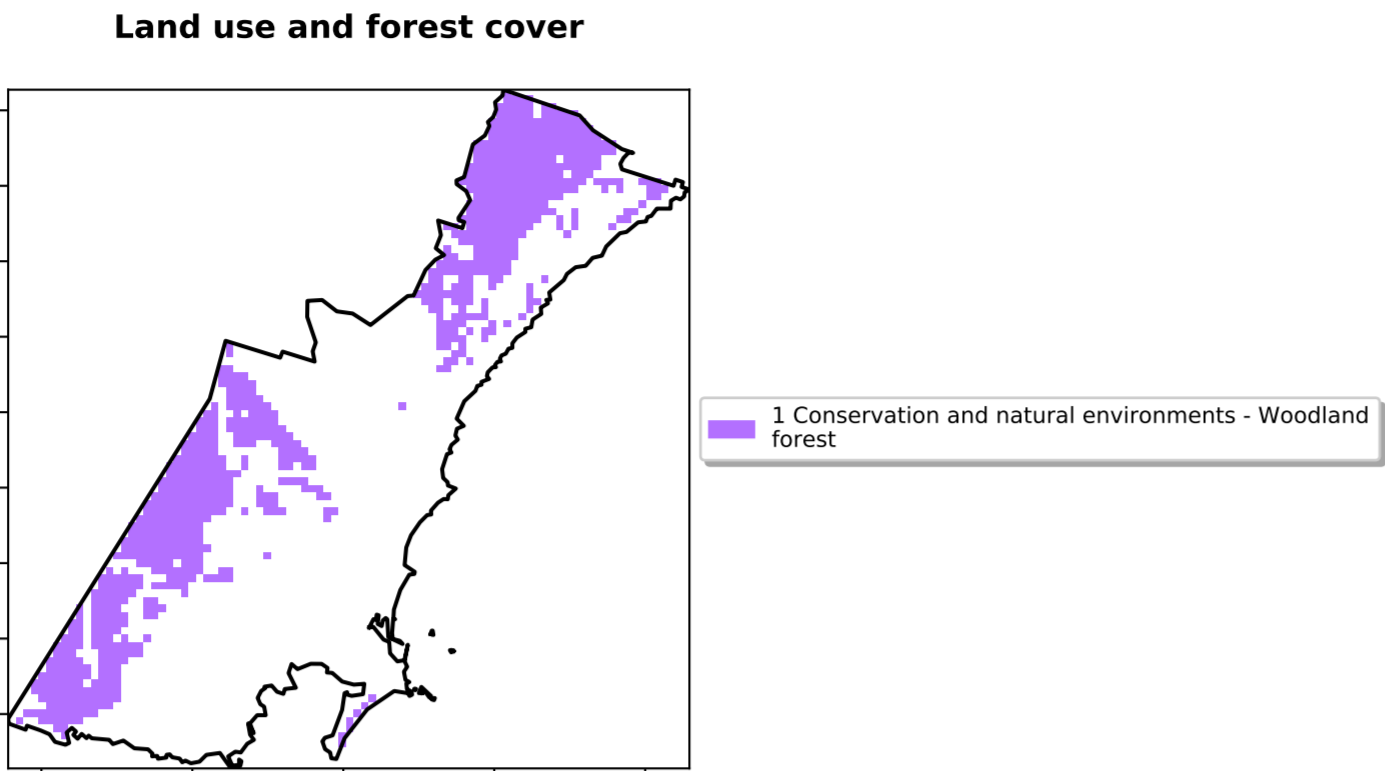 Land use and forest cover
1 Conservation and natural environments - Woodland
forest